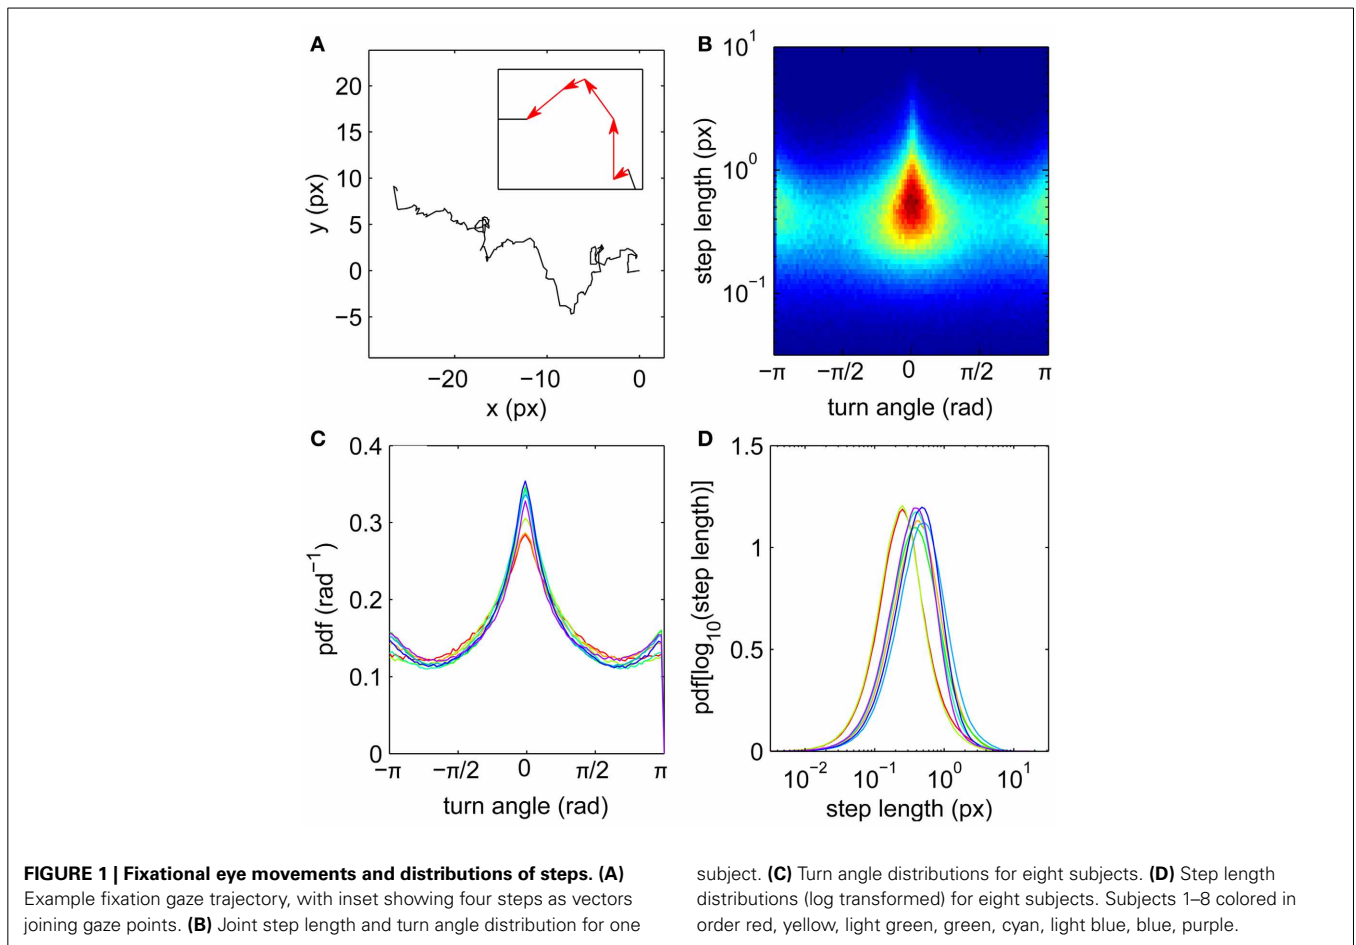 A
20
15
10
5
0
−5
y (px)
−20
−10
0
x (px)
B
10^1
10^0
10^−1
step length (px)
−π
−π/2
0
π/2
π
turn angle (rad)
C
0.4
0.3
0.2
0.1
0
pdf (rad^−1)
−π
−π/2
0
π/2
π
turn angle (rad)
D
1.5
1
0.5
0
pdf[log_10(step length)]
10^−2
10^−1
10^0
10^1
step length (px)
FIGURE 1 | Fixational eye movements and distributions of steps. (A)
Example fixation gaze trajectory, with inset showing four steps as vectors
joining gaze points. (B) Joint step length and turn angle distribution for one
subject. (C) Turn angle distributions for eight subjects. (D) Step length
distributions (log transformed) for eight subjects. Subjects 1–8 colored in
order red, yellow, light green, green, cyan, light blue, blue, purple.